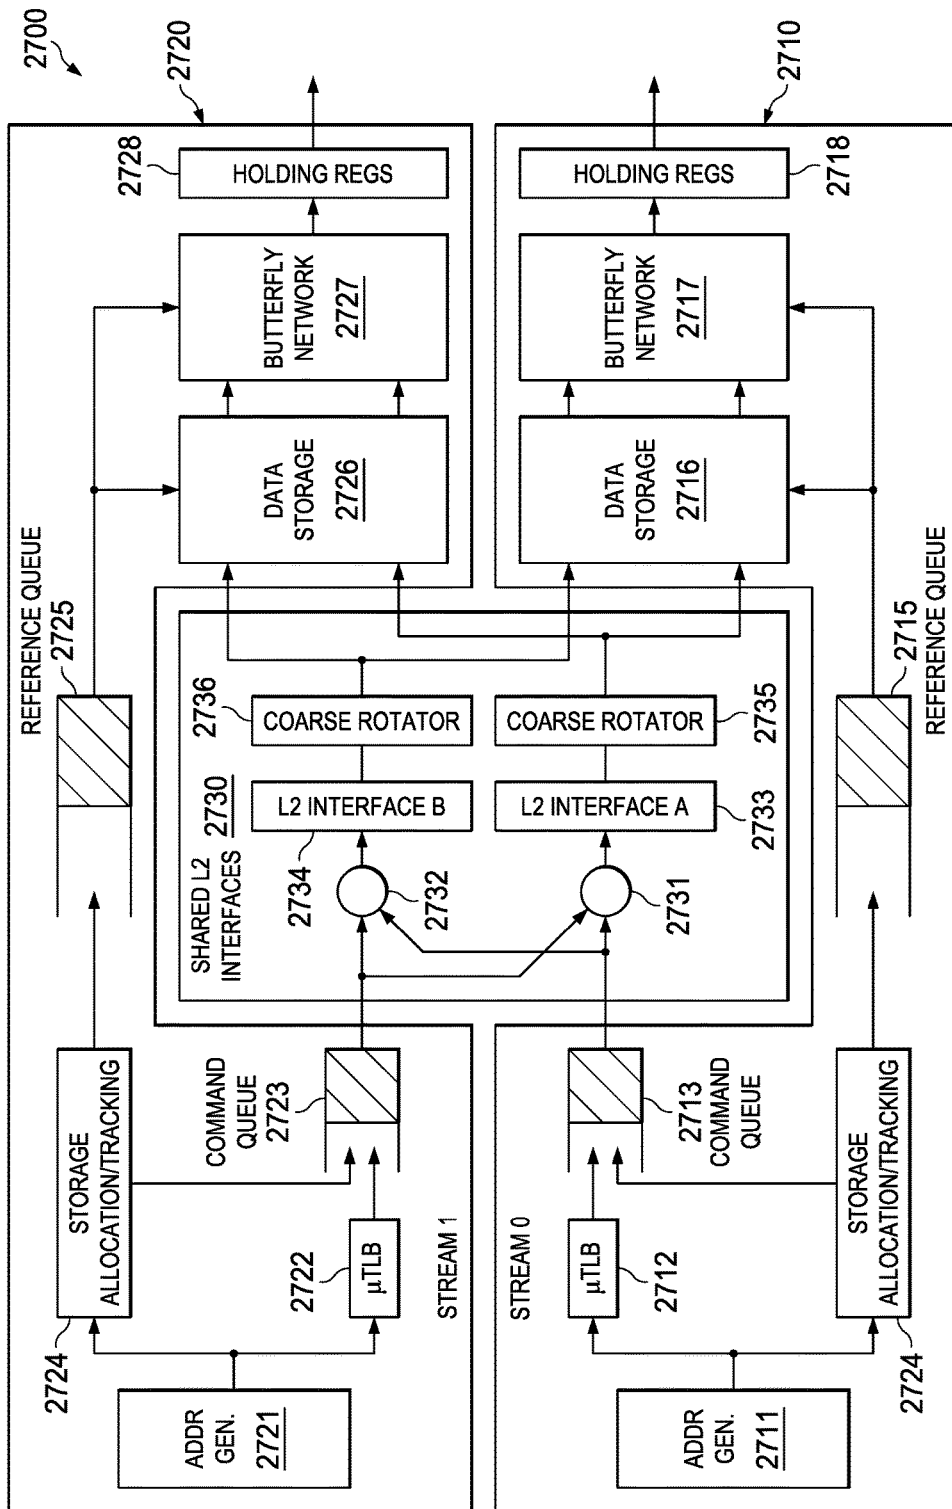 2700
2720
2728
HOLDING REGS
BUTTERFLY
NETWORK
2727
DATA
STORAGE
2726
REFERENCE QUEUE
2725
STORAGE
ALLOCATION/TRACKING
2724
ADDR
GEN.
2721
2722
µTLB
COMMAND
QUEUE
2723
STREAM 1
SHARED L2
INTERFACES
2730
2736
COARSE ROTATOR
L2 INTERFACE B
2734
2732
COARSE ROTATOR
2735
L2 INTERFACE A
2733
2731
STREAM 0
2710
HOLDING REGS
2718
BUTTERFLY
NETWORK
2717
DATA
STORAGE
2716
2715
REFERENCE QUEUE
2713
COMMAND
QUEUE
µTLB
2712
ADDR
GEN.
2711
STORAGE
ALLOCATION/TRACKING
2724